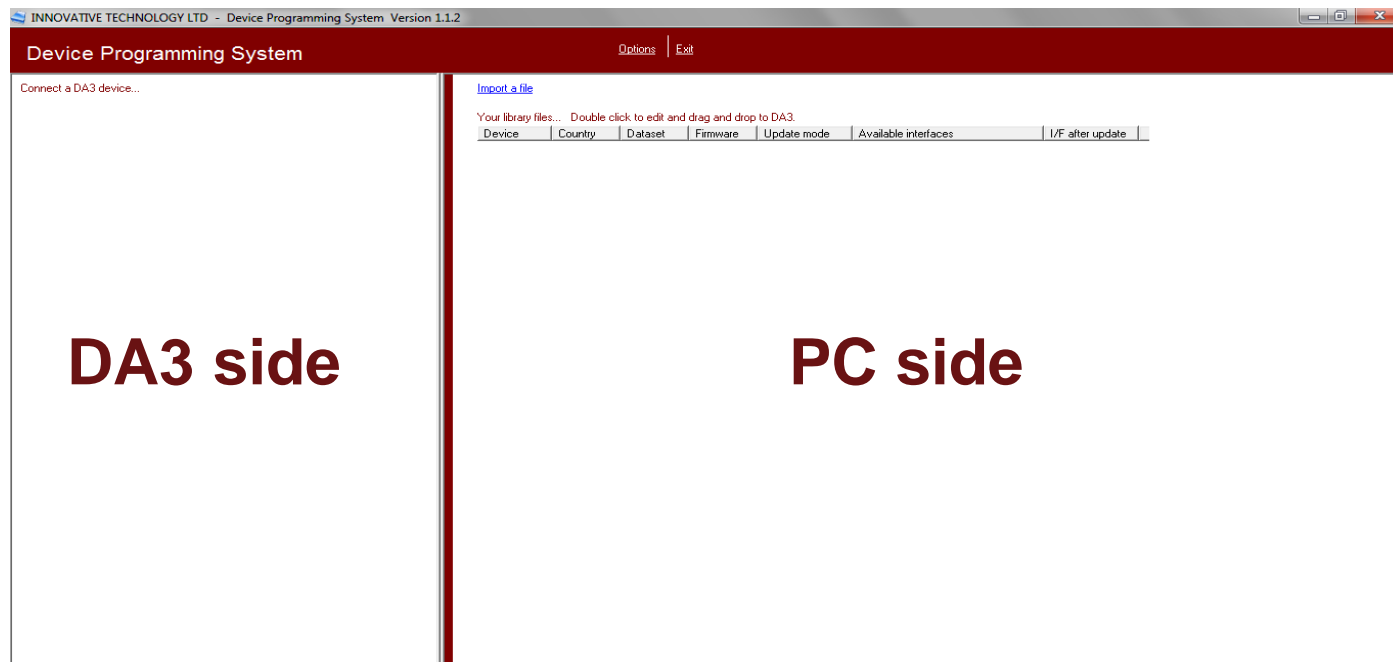 INNOVATIVE TECHNOLOGY LTD - Device Programming System Version 1.1.2
Device Programming System
Options
Exit
Connect a DA3 device...
DA3 side
Import a file
Your library files... Double click to edit and drag and drop to DA3.
Device Country Dataset Firmware Update mode Available interfaces I/F after update
PC side